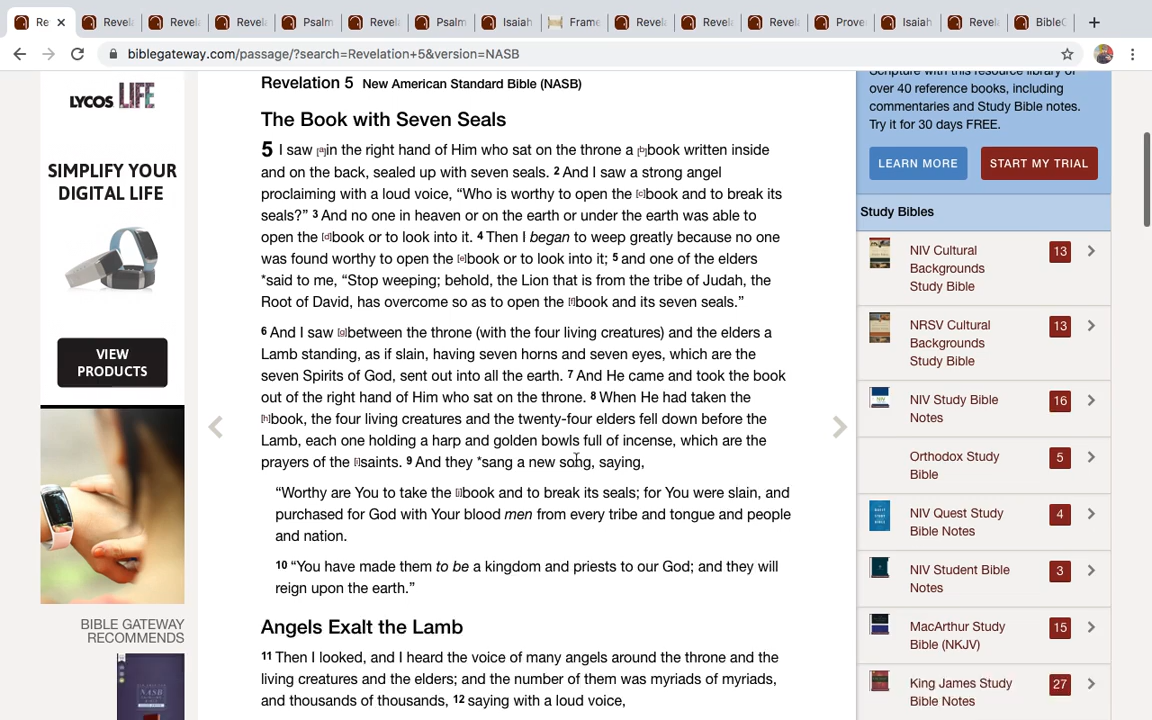 Re
Revel
Revel
Revel
Psalm
Revel
Psalm
Isaiah
Frame
Revel
Revel
Revel
Prove
Isaiah
Revel
BibleG
biblegateway.com/passage/?search=Revelation+5&version=NASB
LYCOS LIFE
SIMPLIFY YOUR
DIGITAL LIFE
VIEW
PRODUCTS
BIBLE GATEWAY
RECOMMENDS
Revelation 5 New American Standard Bible (NASB)
The Book with Seven Seals
5 I saw [a]in the right hand of Him who sat on the throne a [b]book written inside
and on the back, sealed up with seven seals. 2 And I saw a strong angel
proclaiming with a loud voice, “Who is worthy to open the [c]book and to break its
seals?” 3 And no one in heaven or on the earth or under the earth was able to
open the [d]book or to look into it. 4 Then I began to weep greatly because no one
was found worthy to open the [e]book or to look into it; 5 and one of the elders
*said to me, “Stop weeping; behold, the Lion that is from the tribe of Judah, the
Root of David, has overcome so as to open the [f]book and its seven seals.”
6 And I saw [g]between the throne (with the four living creatures) and the elders a
Lamb standing, as if slain, having seven horns and seven eyes, which are the
seven Spirits of God, sent out into all the earth. 7 And He came and took the book
out of the right hand of Him who sat on the throne. 8 When He had taken the
[h]book, the four living creatures and the twenty-four elders fell down before the
Lamb, each one holding a harp and golden bowls full of incense, which are the
prayers of the [i]saints. 9 And they *sang a new song, saying,
“Worthy are You to take the [j]book and to break its seals; for You were slain, and
purchased for God with Your blood men from every tribe and tongue and people
and nation.
10 “You have made them to be a kingdom and priests to our God; and they will
reign upon the earth.”
Angels Exalt the Lamb
11 Then I looked, and I heard the voice of many angels around the throne and the
living creatures and the elders; and the number of them was myriads of myriads,
and thousands of thousands, 12 saying with a loud voice,
Scripture with this resource library of
over 40 reference books, including
commentaries and Study Bible notes.
Try it for 30 days FREE.
LEARN MORE
START MY TRIAL
Study Bibles
NIV Cultural
Backgrounds
Study Bible
13
NRSV Cultural
Backgrounds
Study Bible
13
NIV Study Bible
Notes
16
Orthodox Study
Bible
5
NIV Quest Study
Bible Notes
4
NIV Student Bible
Notes
3
MacArthur Study
Bible (NKJV)
15
King James Study
Bible Notes
27